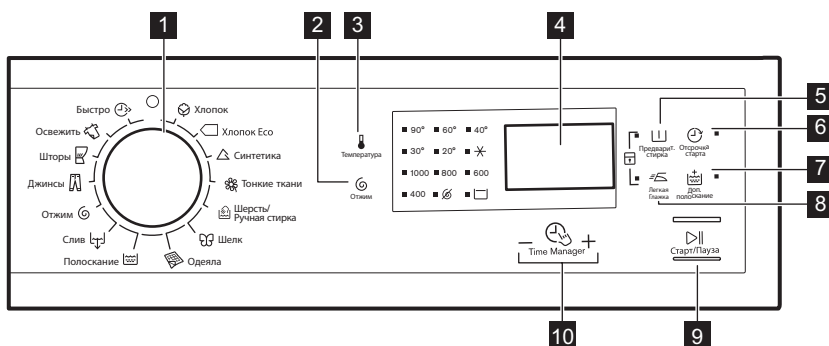 1
2
3
4
5
6
7
8
9
10
Быстро
Освежить
Шторы
Джинсы
Отжим
Слив
Полоскание
Хлопок
Хлопок Eco
Синтетика
Тонкие ткани
Шерсть/
Ручная стирка
Шелк
Одеяла
Температура
Отжим
90° 60° 40°
30° 20°
1000 800 600
400
Предварит.
стирка
Отсрочка
старта
Легкая
Глажка
Доп.
полоскание
− +
Time Manager
Старт/Пауза